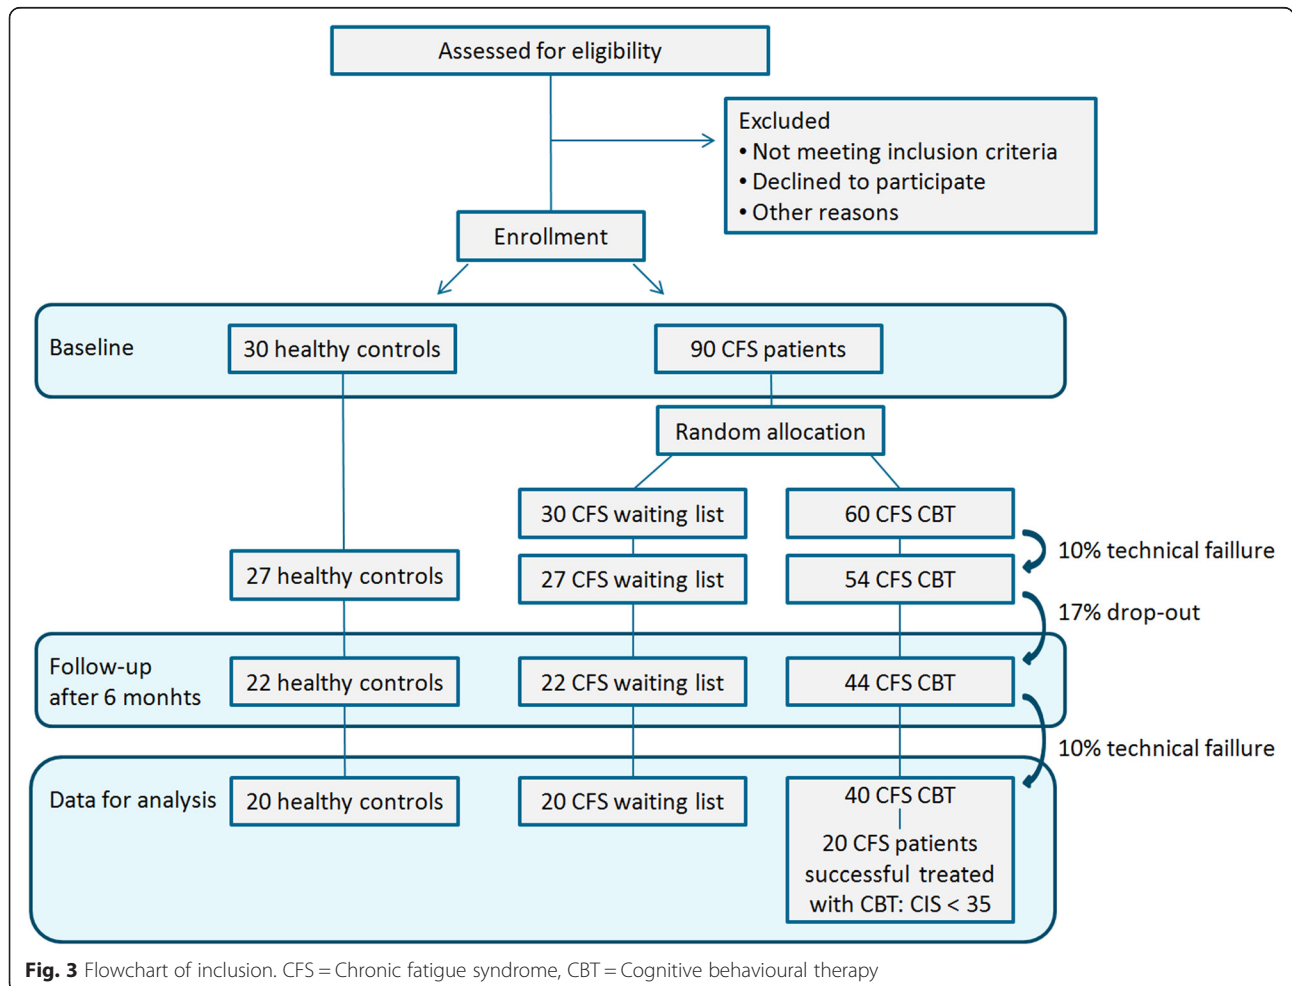 Assessed for eligibility
Excluded
• Not meeting inclusion criteria
• Declined to participate
• Other reasons
Enrollment
Baseline
30 healthy controls
90 CFS patients
Random allocation
30 CFS waiting list
60 CFS CBT
10% technical faillure
27 healthy controls
27 CFS waiting list
54 CFS CBT
17% drop-out
Follow-up
after 6 monhts
22 healthy controls
22 CFS waiting list
44 CFS CBT
10% technical faillure
Data for analysis
20 healthy controls
20 CFS waiting list
40 CFS CBT
20 CFS patients
successful treated
with CBT: CIS < 35
Fig. 3 Flowchart of inclusion. CFS = Chronic fatigue syndrome, CBT = Cognitive behavioural therapy